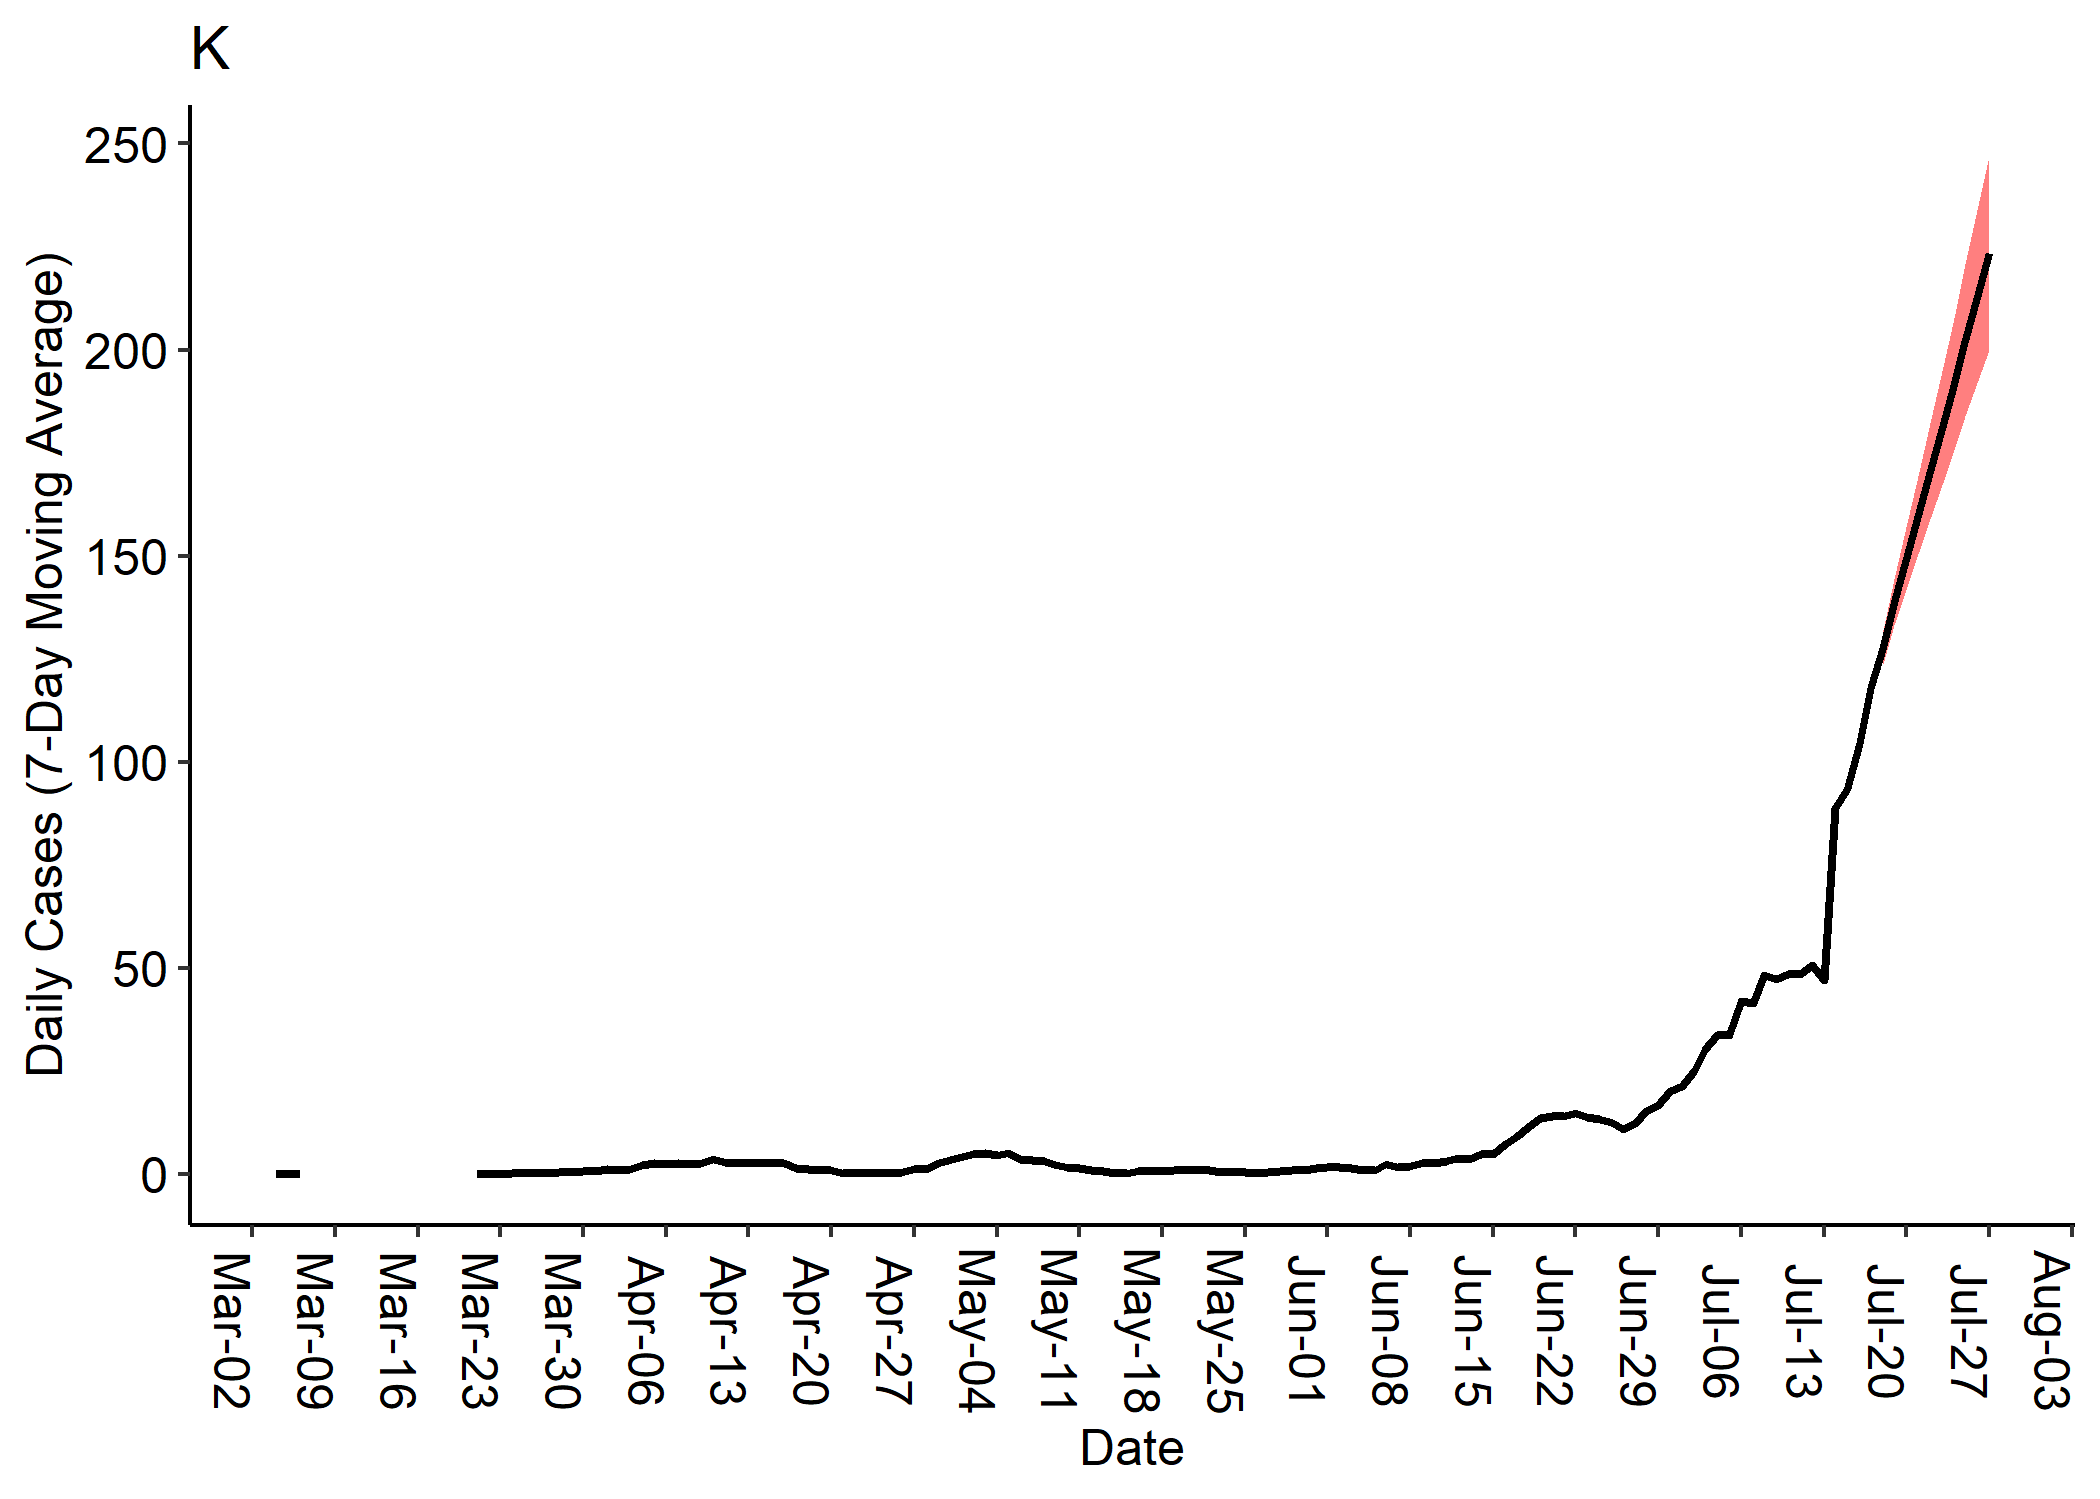 K
Daily Cases (7-Day Moving Average)
250
200
150
100
50
0
Mar-02
Mar-09
Mar-16
Mar-23
Mar-30
Apr-06
Apr-13
Apr-20
Apr-27
May-04
May-11
May-18
May-25
Jun-01
Jun-08
Jun-15
Jun-22
Jun-29
Jul-06
Jul-13
Jul-20
Jul-27
Aug-03
Date